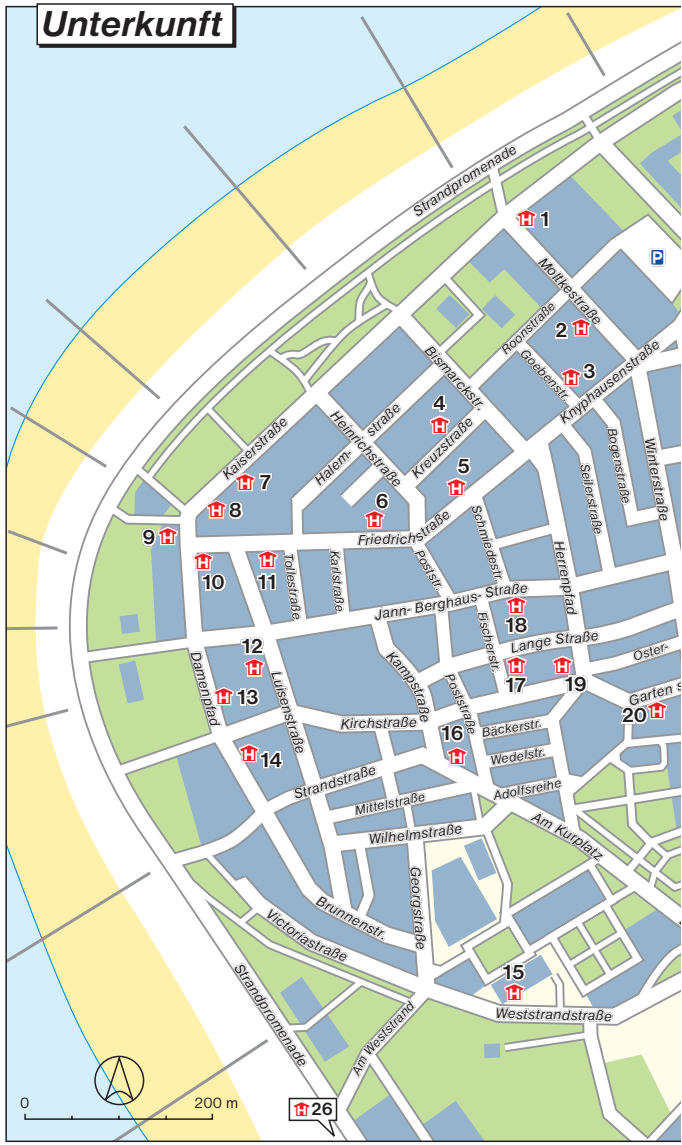 Unterkunft
Strandpromenade
H 1
Moltkestraße
P
2 H
Roonstraße
Goebenstr.
H 3
Knyphausenstraße
Bismarckstr.
4
H
Kreuzstraße
Halem-
straße
Heinrichstraße
Kaiserstraße
H 7
H 8
9 H
H
10
H
11
Tollestraße
Karlstraße
6
H
Friedrichstraße
5
H
Schmiedestr.
Poststr.
Herrenpfad
Seilerstraße
Bogenstraße
Winterstraße
Jann- Berghaus- Straße
H
18
Fischerstr.
Lange Straße
H
17
H
19
Oster-
Garten s
20 H
12
H
Damenpfad
H
13
Luisenstraße
Kampstraße
Poststraße
Kirchstraße
16
H
Bäckerstr.
Wedelstr.
Adolfsreihe
H
14
Strandstraße
Mittelstraße
Wilhelmstraße
Am Kurplatz
Georgstraße
Brunnenstr.
Victoriastraße
Strandpromenade
15
H
Weststrandstraße
Am Weststrand
0
200 m
H 26